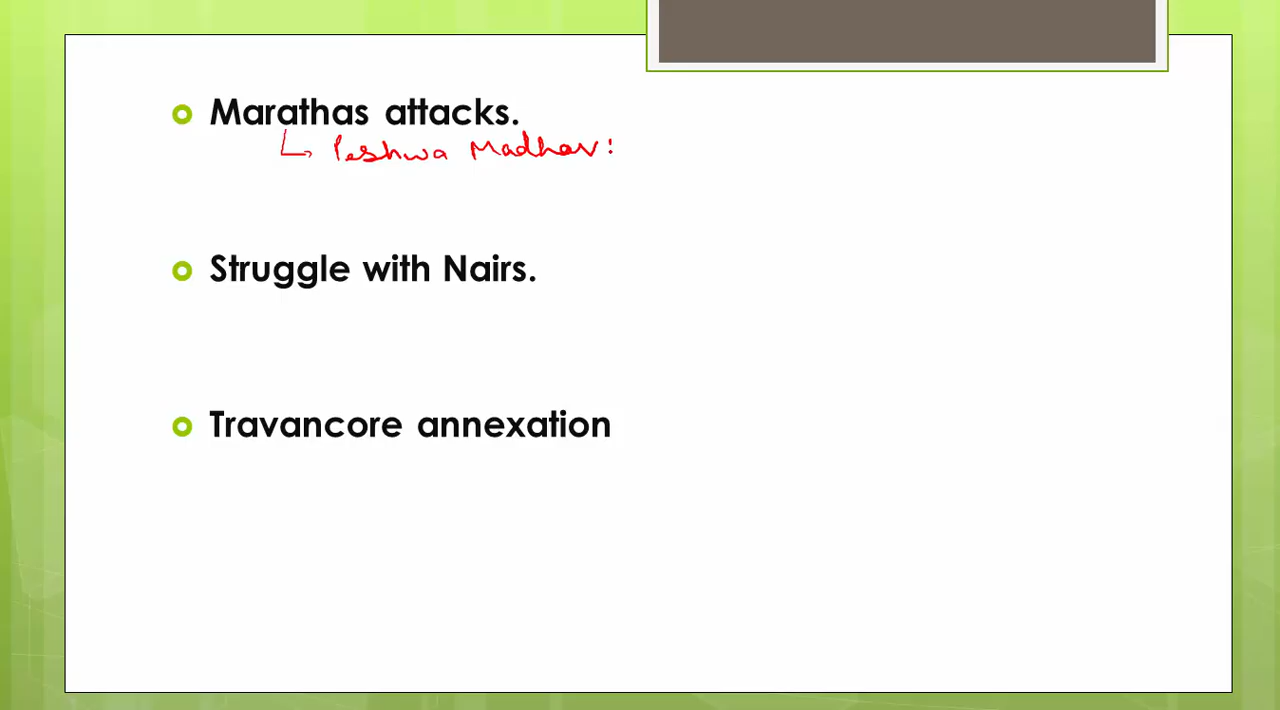 Marathas attacks.
Peshwa Madhav:
Struggle with Nairs.
Travancore annexation